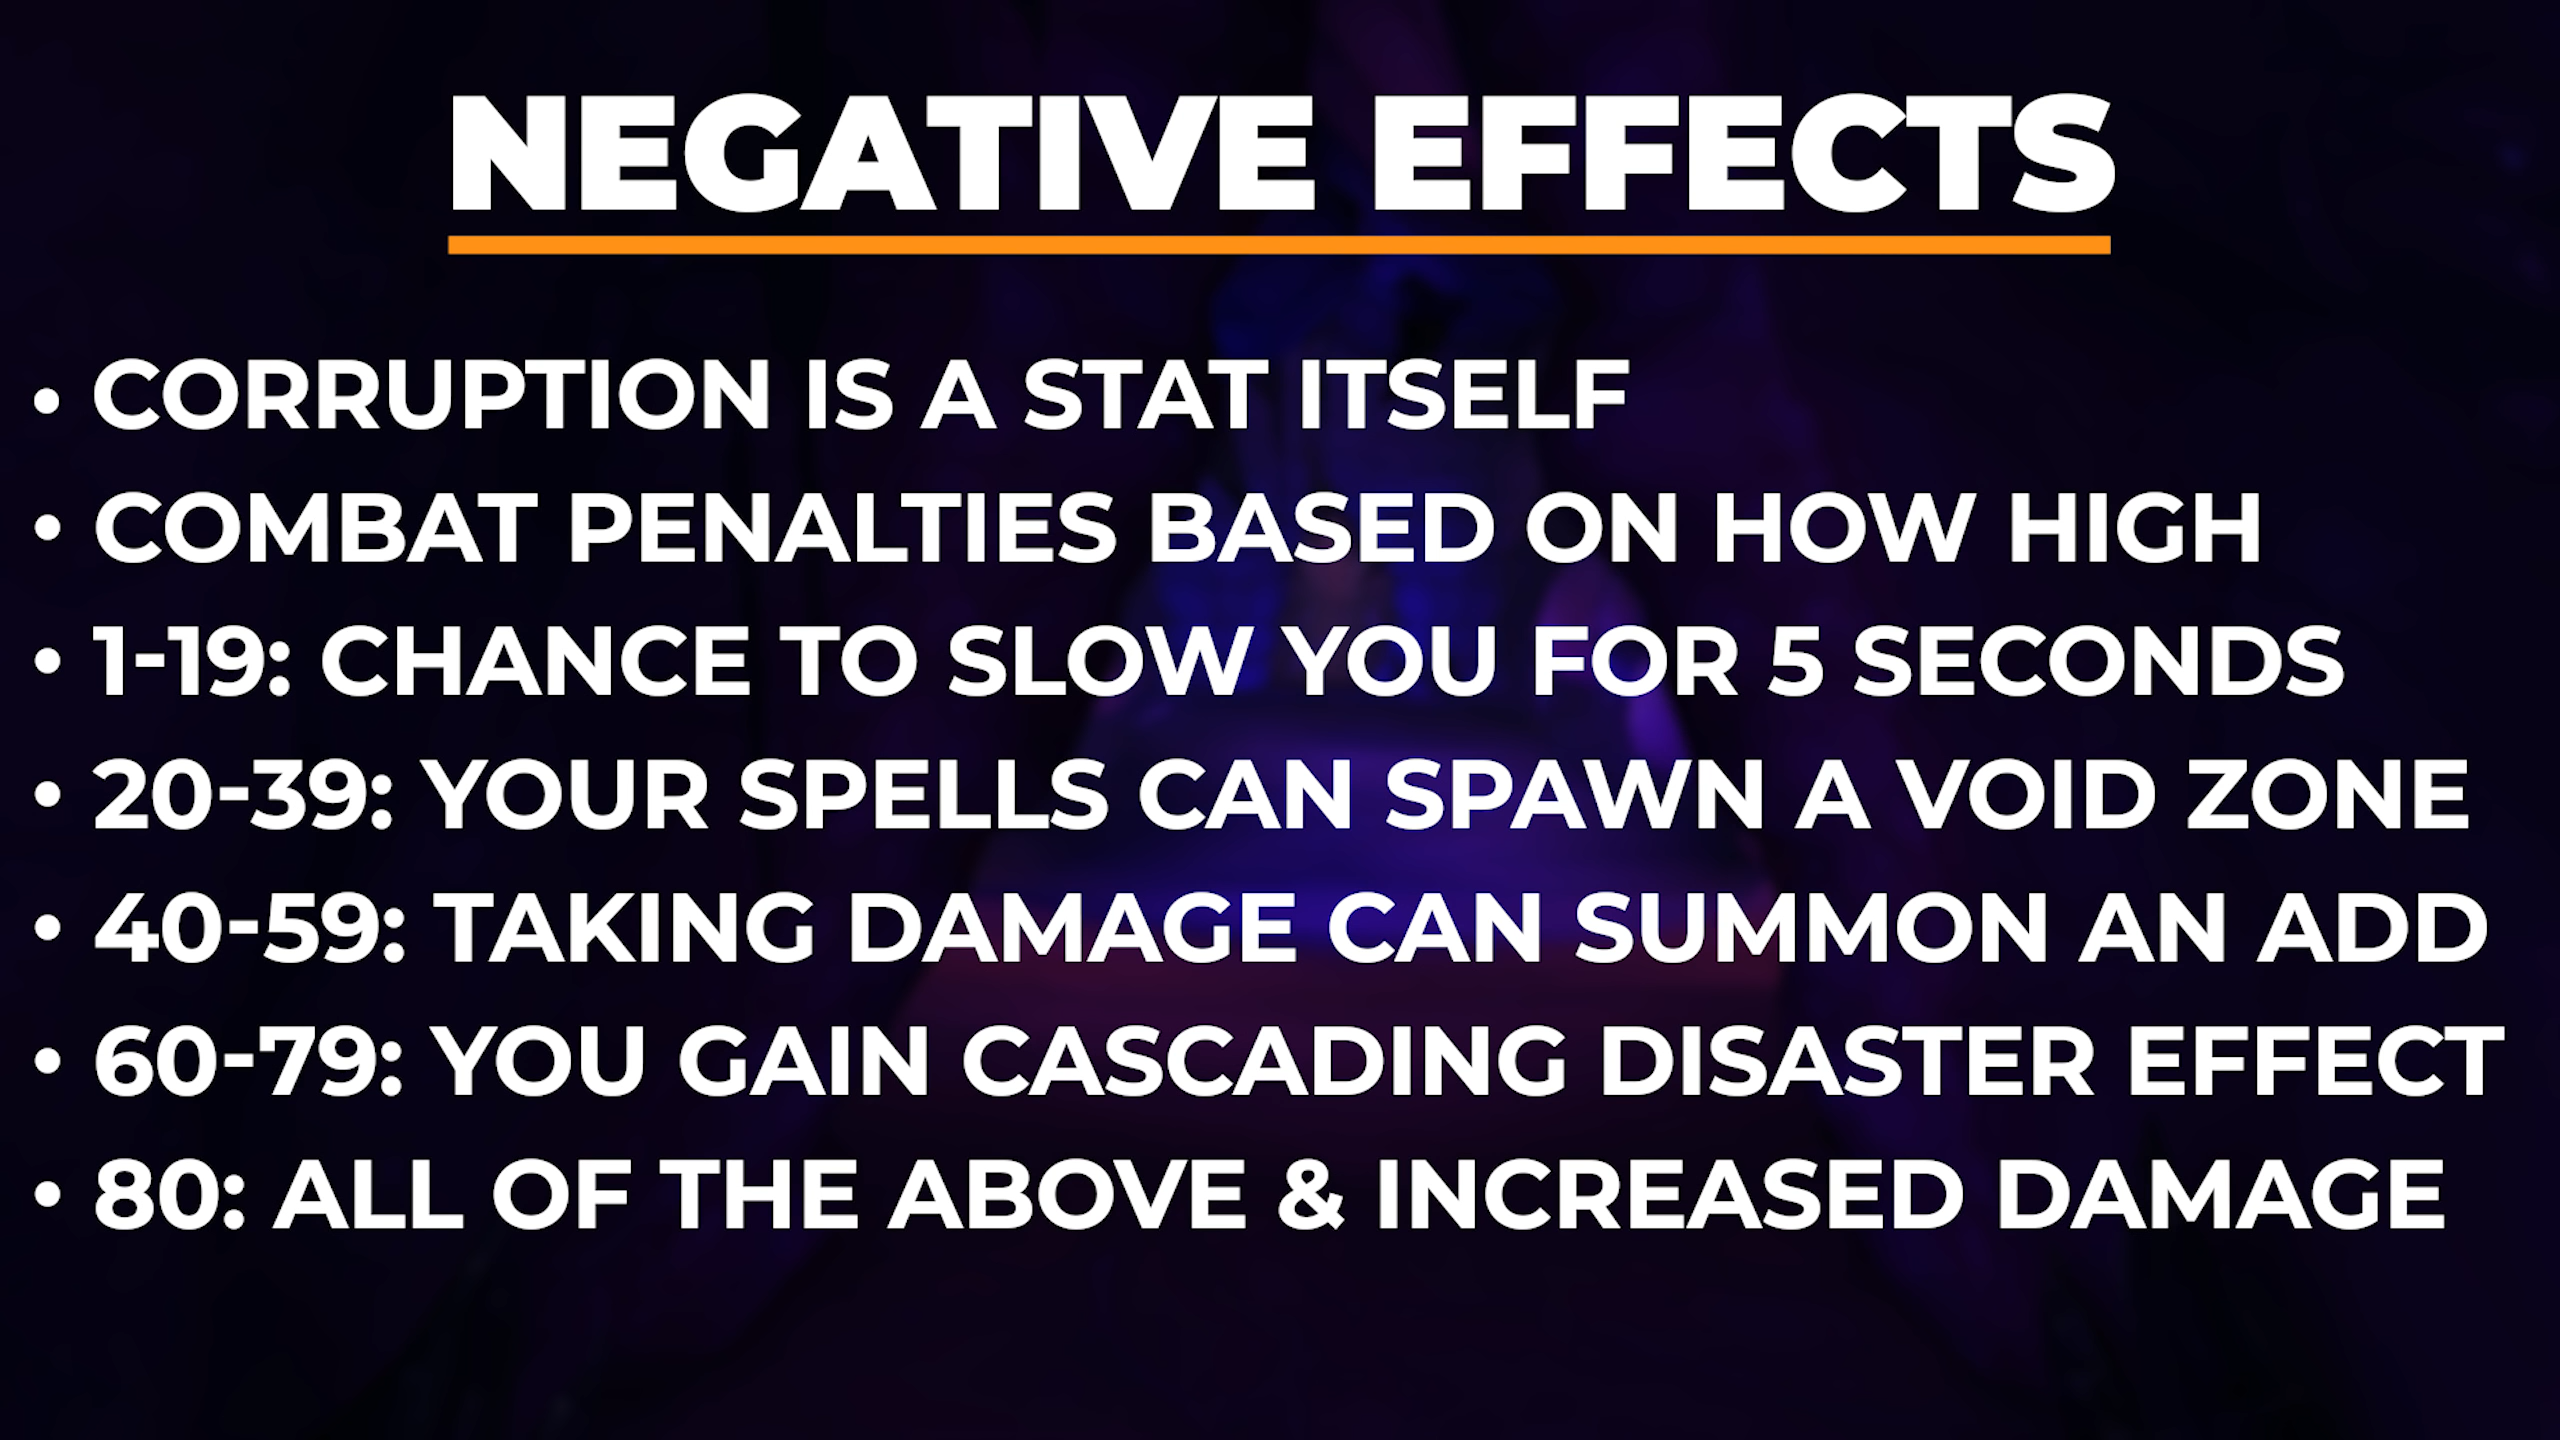 NEGATIVE EFFECTS
• CORRUPTION IS A STAT ITSELF
• COMBAT PENALTIES BASED ON HOW HIGH
• 1-19: CHANCE TO SLOW YOU FOR 5 SECONDS
• 20-39: YOUR SPELLS CAN SPAWN A VOID ZONE
• 40-59: TAKING DAMAGE CAN SUMMON AN ADD
• 60-79: YOU GAIN CASCADING DISASTER EFFECT
• 80: ALL OF THE ABOVE & INCREASED DAMAGE